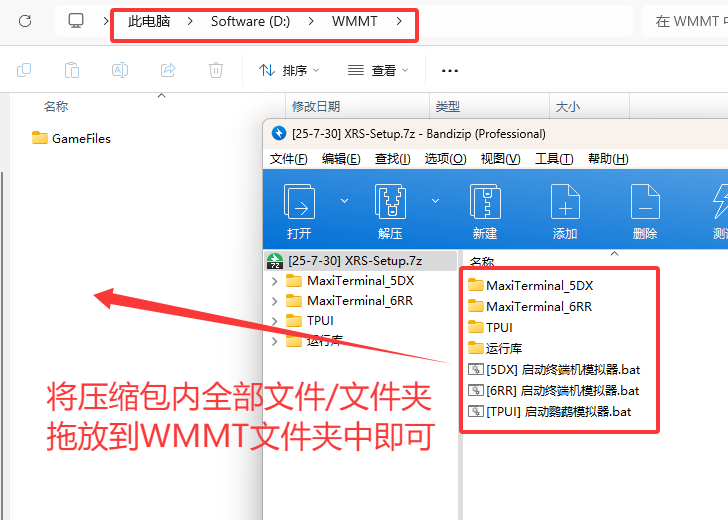 此电脑 > Software (D:) > WMMT >
在 WMMT 中
排序
查看
名称
修改日期
类型
大小
GameFiles
[25-7-30] XRS-Setup.7z - Bandizip (Professional)
文件(F) 编辑(E) 查找(I) 选项(O) 视图(V) 工具(T) 帮助(H)
打开 解压 新建 添加 删除
[25-7-30] XRS-Setup.7z
MaxiTerminal_5DX
MaxiTerminal_6RR
TPUI
运行库
名称
MaxiTerminal_5DX
MaxiTerminal_6RR
TPUI
运行库
[5DX] 启动终端机模拟器.bat
[6RR] 启动终端机模拟器.bat
[TPUI] 启动鹦鹉模拟器.bat
将压缩包内全部文件/文件夹
拖放到WMMT文件夹中即可